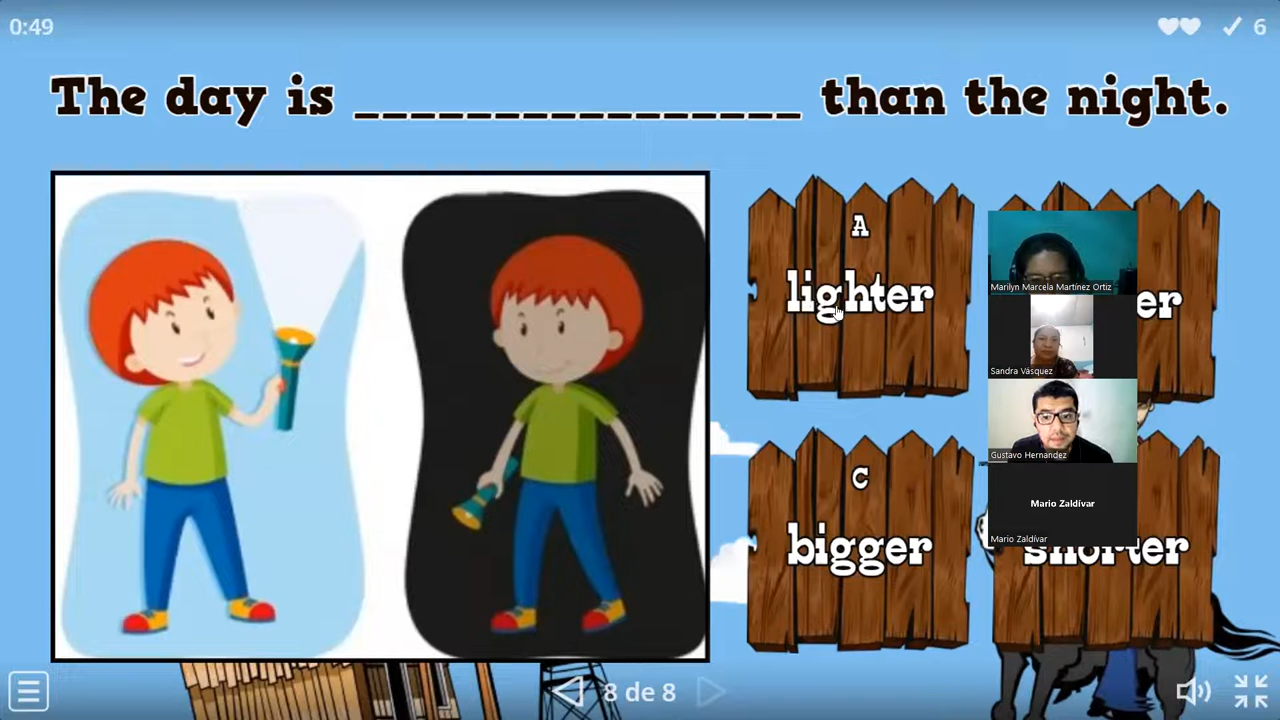 0:49
6
The day is ________________ than the night.
A
lighter
er
C
bigger
shorter
Marilyn Marcela Martínez Ortiz
Sandra Vásquez
Gustavo Hernandez
Mario Zaldívar
Mario Zaldívar
8 de 8